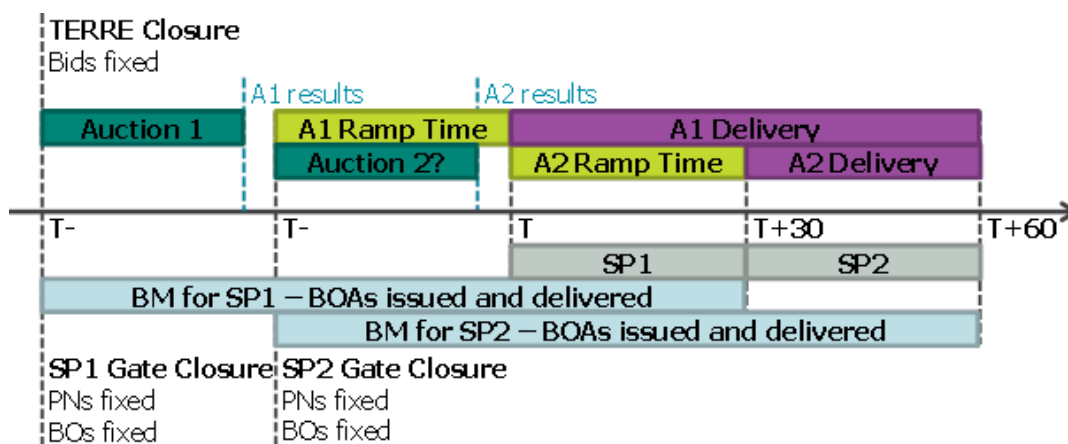 TERRE Closure
Bids fixed
A1 results
A2 results
Auction 1
A1 Ramp Time
A1 Delivery
Auction 2?
A2 Ramp Time
A2 Delivery
T-
T-
T
T+30
T+60
SP1
SP2
BM for SP1 – BOAs issued and delivered
BM for SP2 – BOAs issued and delivered
SP1 Gate Closure
SP2 Gate Closure
PNs fixed
PNs fixed
BOs fixed
BOs fixed